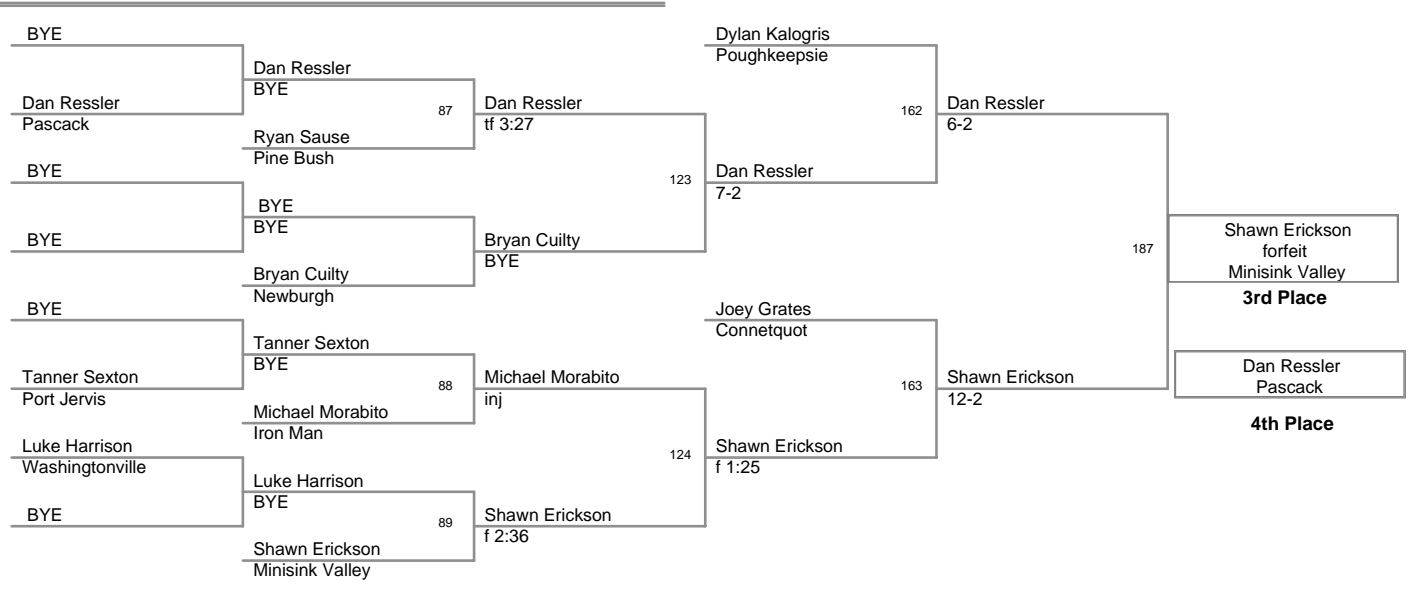 BYE
Dan Ressler
Pascack
BYE
BYE
BYE
Tanner Sexton
Port Jervis
Luke Harrison
Washingtonville
BYE
Dan Ressler
BYE
87
Ryan Sause
Pine Bush
BYE
BYE
Bryan Cuilty
Newburgh
Tanner Sexton
BYE
88
Michael Morabito
Iron Man
Luke Harrison
BYE
89
Shawn Erickson
Minisink Valley
Dan Ressler
tf 3:27
123
Bryan Cuilty
BYE
Michael Morabito
inj
124
Shawn Erickson
f 2:36
Dylan Kalogris
Poughkeepsie
162
Dan Ressler
7-2
Joey Grates
Connetquot
163
Shawn Erickson
f 1:25
Dan Ressler
6-2
187
Shawn Erickson
12-2
Shawn Erickson
forfeit
Minisink Valley
3rd Place
Dan Ressler
Pascack
4th Place